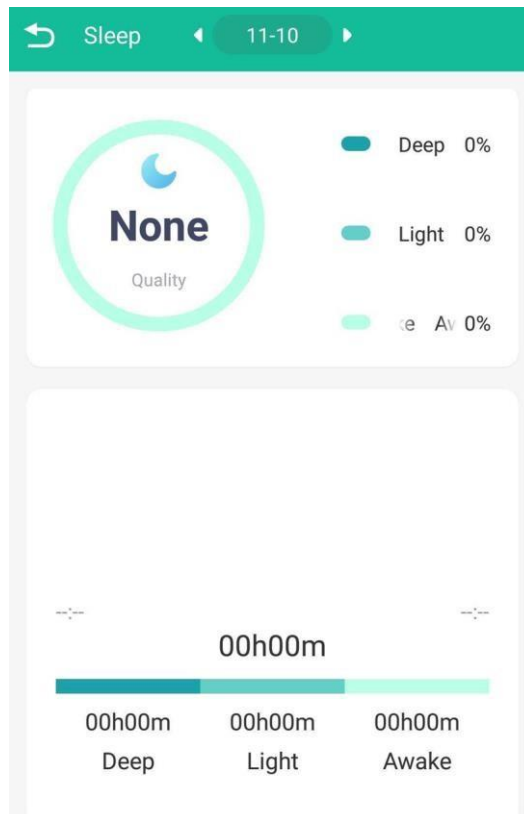 Sleep 11-10
Deep 0%
None
Light 0%
Quality
0%
--:-- --:--
00h00m
00h00m 00h00m 00h00m
Deep Light Awake